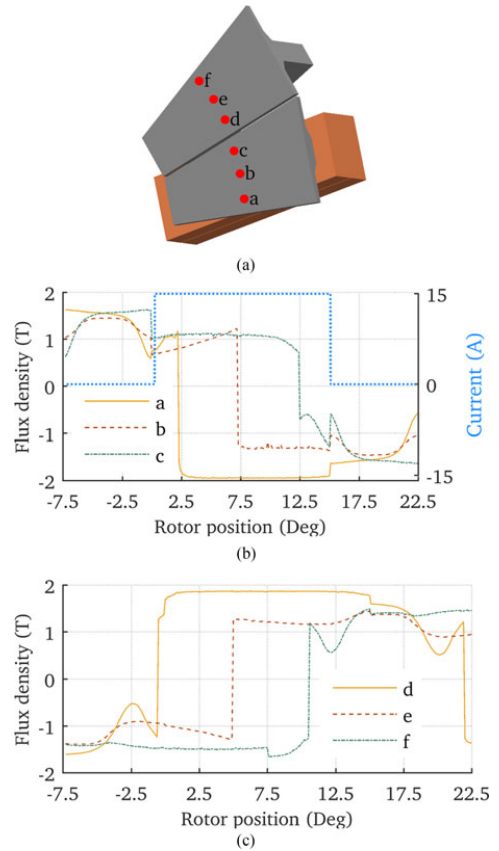 f
e
d
c
b
a
(a)
2
1
0
-1
-2
Flux density (T)
15
0
-15
Current (A)
a
b
c
-7.5 -2.5 2.5 7.5 12.5 17.5 22.5
Rotor position (Deg)
(b)
2
1
0
-1
-2
Flux density (T)
d
e
f
-7.5 -2.5 2.5 7.5 12.5 17.5 22.5
Rotor position (Deg)
(c)